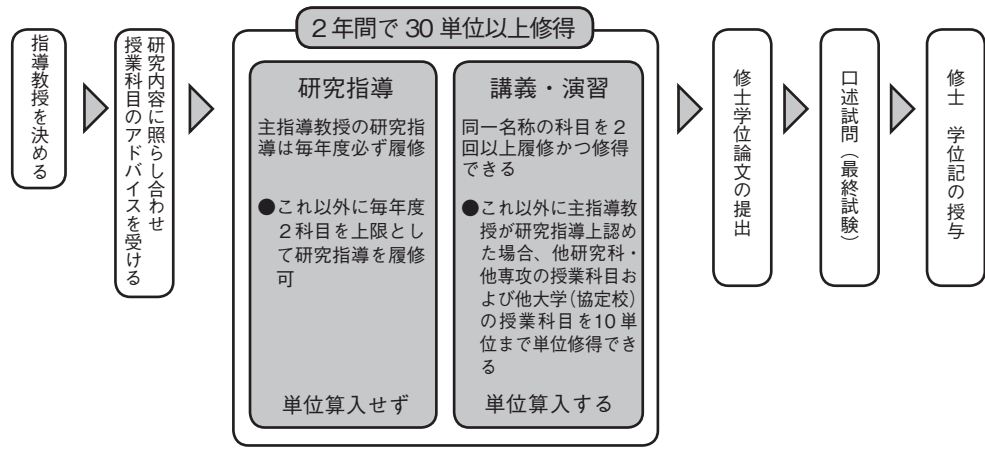 指導教授を決める
研究内容に照らし合わせ
授業科目のアドバイスを受ける
2年間で30単位以上修得
研究指導
主指導教授の研究指
導は毎年度必ず履修
●これ以外に毎年度
2科目を上限とし
て研究指導を履修
可
単位算入せず
講義・演習
同一名称の科目を2
回以上履修かつ修得
できる
●これ以外に主指導教
授が研究指導上認め
た場合、他研究科・
他専攻の授業科目お
よび他大学(協定校)
の授業科目を10単
位まで単位修得でき
る
単位算入する
修士学位論文の提出
口述試問(最終試験)
修士 学位記の授与